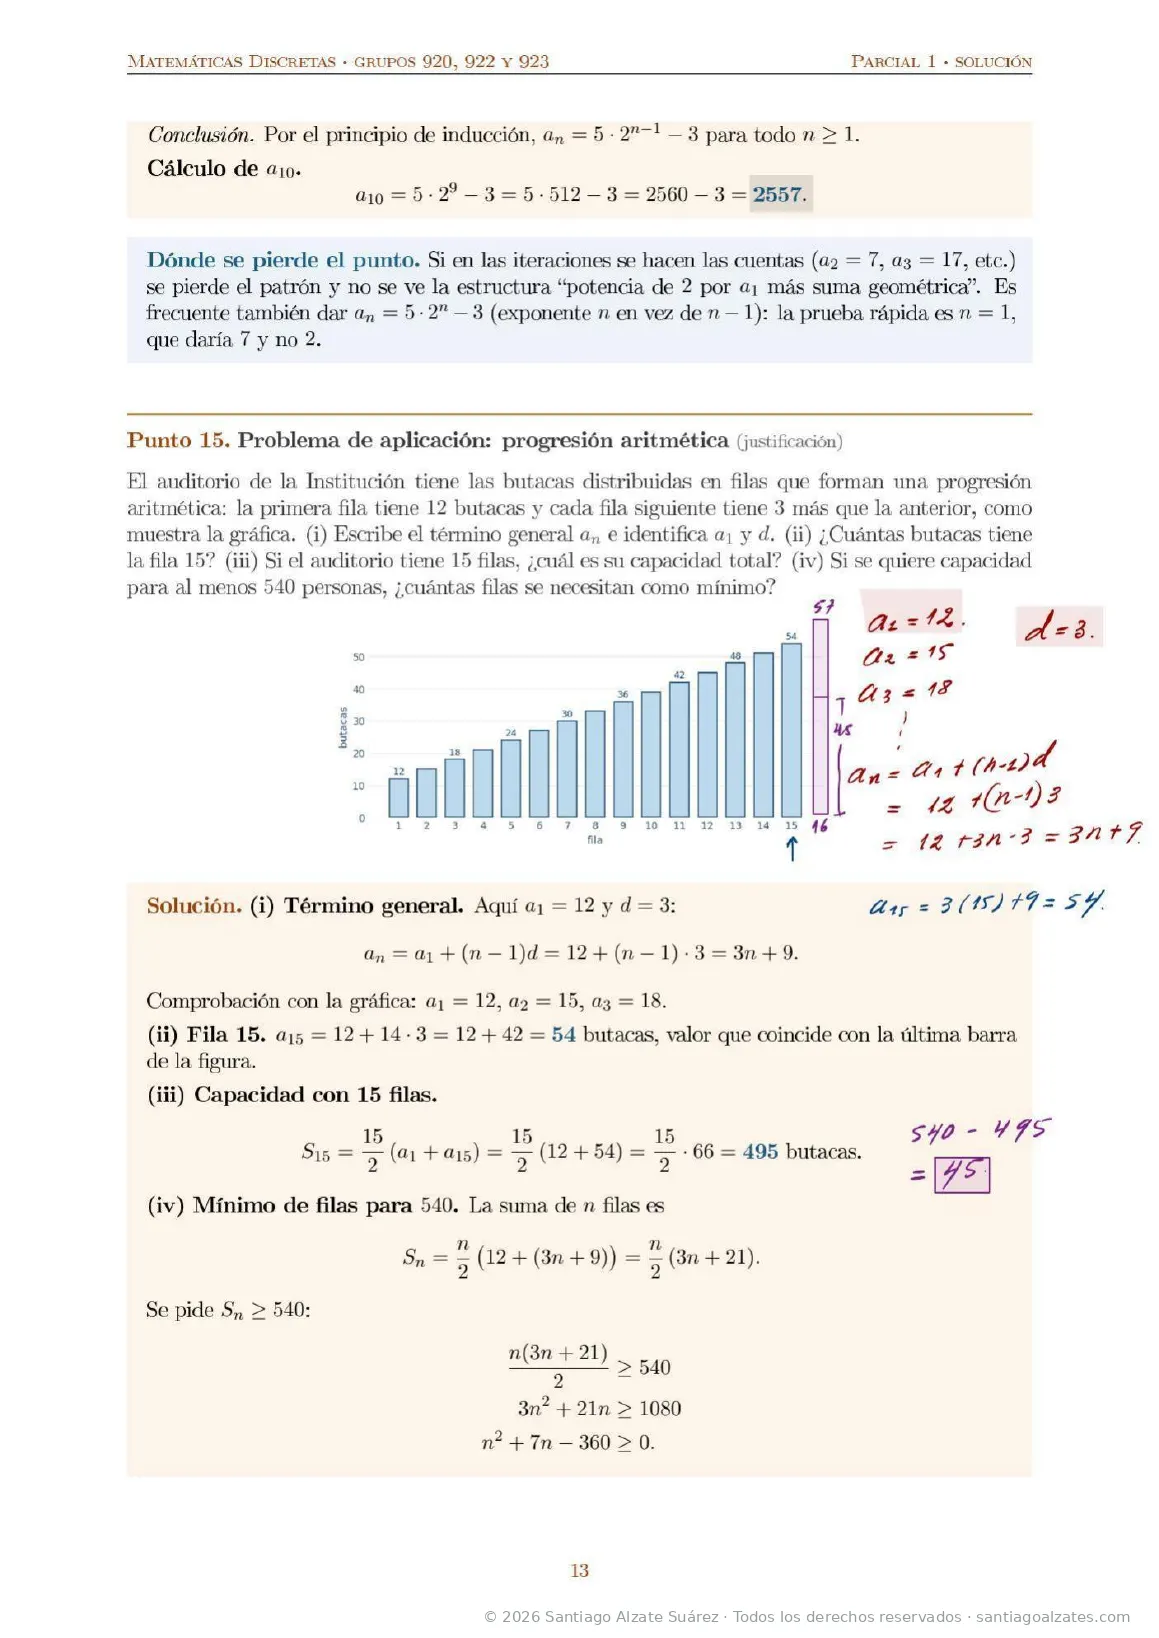 MATEMÁTICAS DISCRETAS · GRUPOS 920, 922 Y 923
PARCIAL 1 · SOLUCIÓN
Conclusión. Por el principio de inducción, aₙ = 5 · 2ⁿ⁻¹ − 3 para todo n ≥ 1.
Cálculo de a₁₀.
a₁₀ = 5 · 2⁹ − 3 = 5 · 512 − 3 = 2560 − 3 = 2557.
Dónde se pierde el punto. Si en las iteraciones se hacen las cuentas (a₂ = 7, a₃ = 17, etc.)
se pierde el patrón y no se ve la estructura “potencia de 2 por a₁ más suma geométrica”. Es
frecuente también dar aₙ = 5 · 2ⁿ − 3 (exponente n en vez de n − 1): la prueba rápida es n = 1,
que daría 7 y no 2.
Punto 15. Problema de aplicación: progresión aritmética (justificación)
El auditorio de la Institución tiene las butacas distribuidas en filas que forman una progresión
aritmética: la primera fila tiene 12 butacas y cada fila siguiente tiene 3 más que la anterior, como
muestra la gráfica. (i) Escribe el término general aₙ e identifica a₁ y d. (ii) ¿Cuántas butacas tiene
la fila 15? (iii) Si el auditorio tiene 15 filas, ¿cuál es su capacidad total? (iv) Si se quiere capacidad
para al menos 540 personas, ¿cuántas filas se necesitan como mínimo?
57
a₁ = 12.
d = 3.
a₂ = 15
a₃ = 18
45
aₙ = a₁ + (n-1)d
= 12 + (n-1)3
= 12 + 3n - 3 = 3n + 9.
butacas
50
40
30
20
10
0
12
18
24
30
36
42
48
54
1 2 3 4 5 6 7 8 9 10 11 12 13 14 15 16
fila
Solución. (i) Término general. Aquí a₁ = 12 y d = 3:
a₁₅ = 3(15) + 9 = 54.
aₙ = a₁ + (n − 1)d = 12 + (n − 1) · 3 = 3n + 9.
Comprobación con la gráfica: a₁ = 12, a₂ = 15, a₃ = 18.
(ii) Fila 15. a₁₅ = 12 + 14 · 3 = 12 + 42 = 54 butacas, valor que coincide con la última barra
de la figura.
(iii) Capacidad con 15 filas.
S₁₅ = 15/2 (a₁ + a₁₅) = 15/2 (12 + 54) = 15/2 · 66 = 495 butacas.
540 - 495
= 45.
(iv) Mínimo de filas para 540. La suma de n filas es
Sₙ = n/2 (12 + (3n + 9)) = n/2 (3n + 21).
Se pide Sₙ ≥ 540:
n(3n + 21)/2 ≥ 540
3n² + 21n ≥ 1080
n² + 7n − 360 ≥ 0.
13
© 2026 Santiago Alzate Suárez · Todos los derechos reservados · santiagoalzates.com